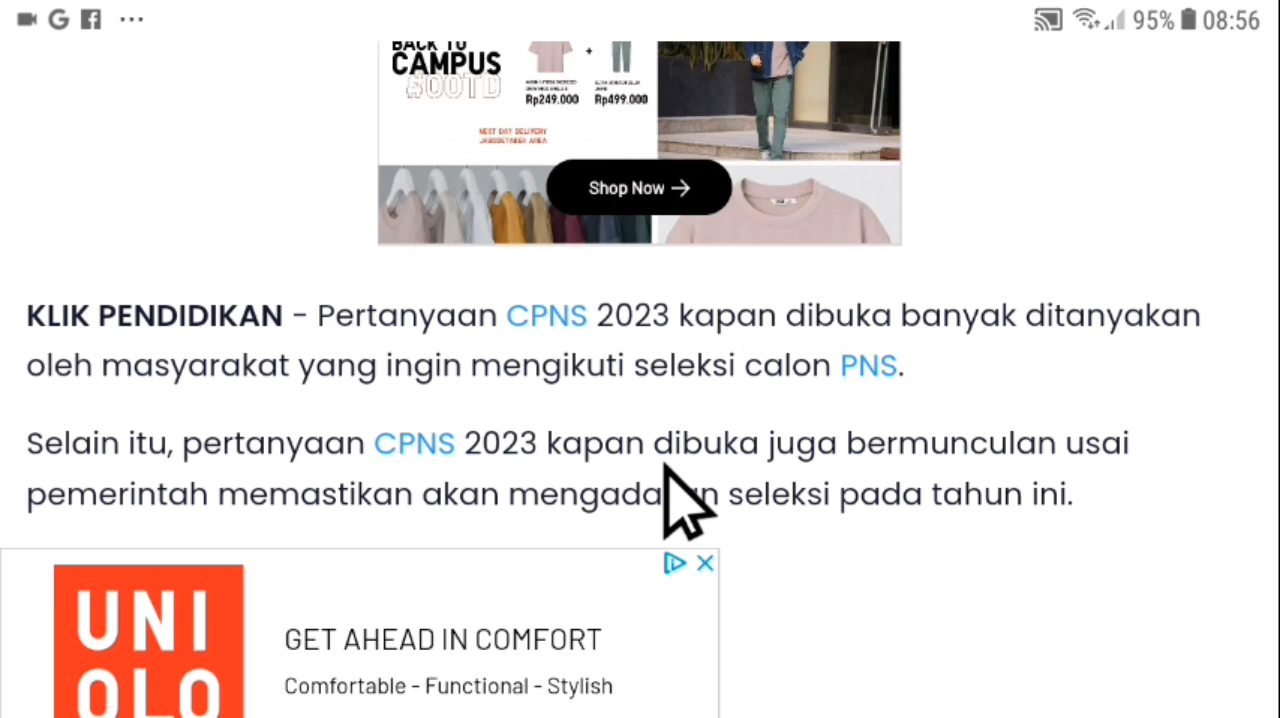 95% 08:56
BACK TO
CAMPUS
#OOTD
+
Rp249.000 Rp499.000
NEXT DAY DELIVERY
JABODETABEK AREA
Shop Now →
KLIK PENDIDIKAN - Pertanyaan CPNS 2023 kapan dibuka banyak ditanyakan
oleh masyarakat yang ingin mengikuti seleksi calon PNS.
Selain itu, pertanyaan CPNS 2023 kapan dibuka juga bermunculan usai
pemerintah memastikan akan mengadakan seleksi pada tahun ini.
UNI
QLO
GET AHEAD IN COMFORT
Comfortable - Functional - Stylish